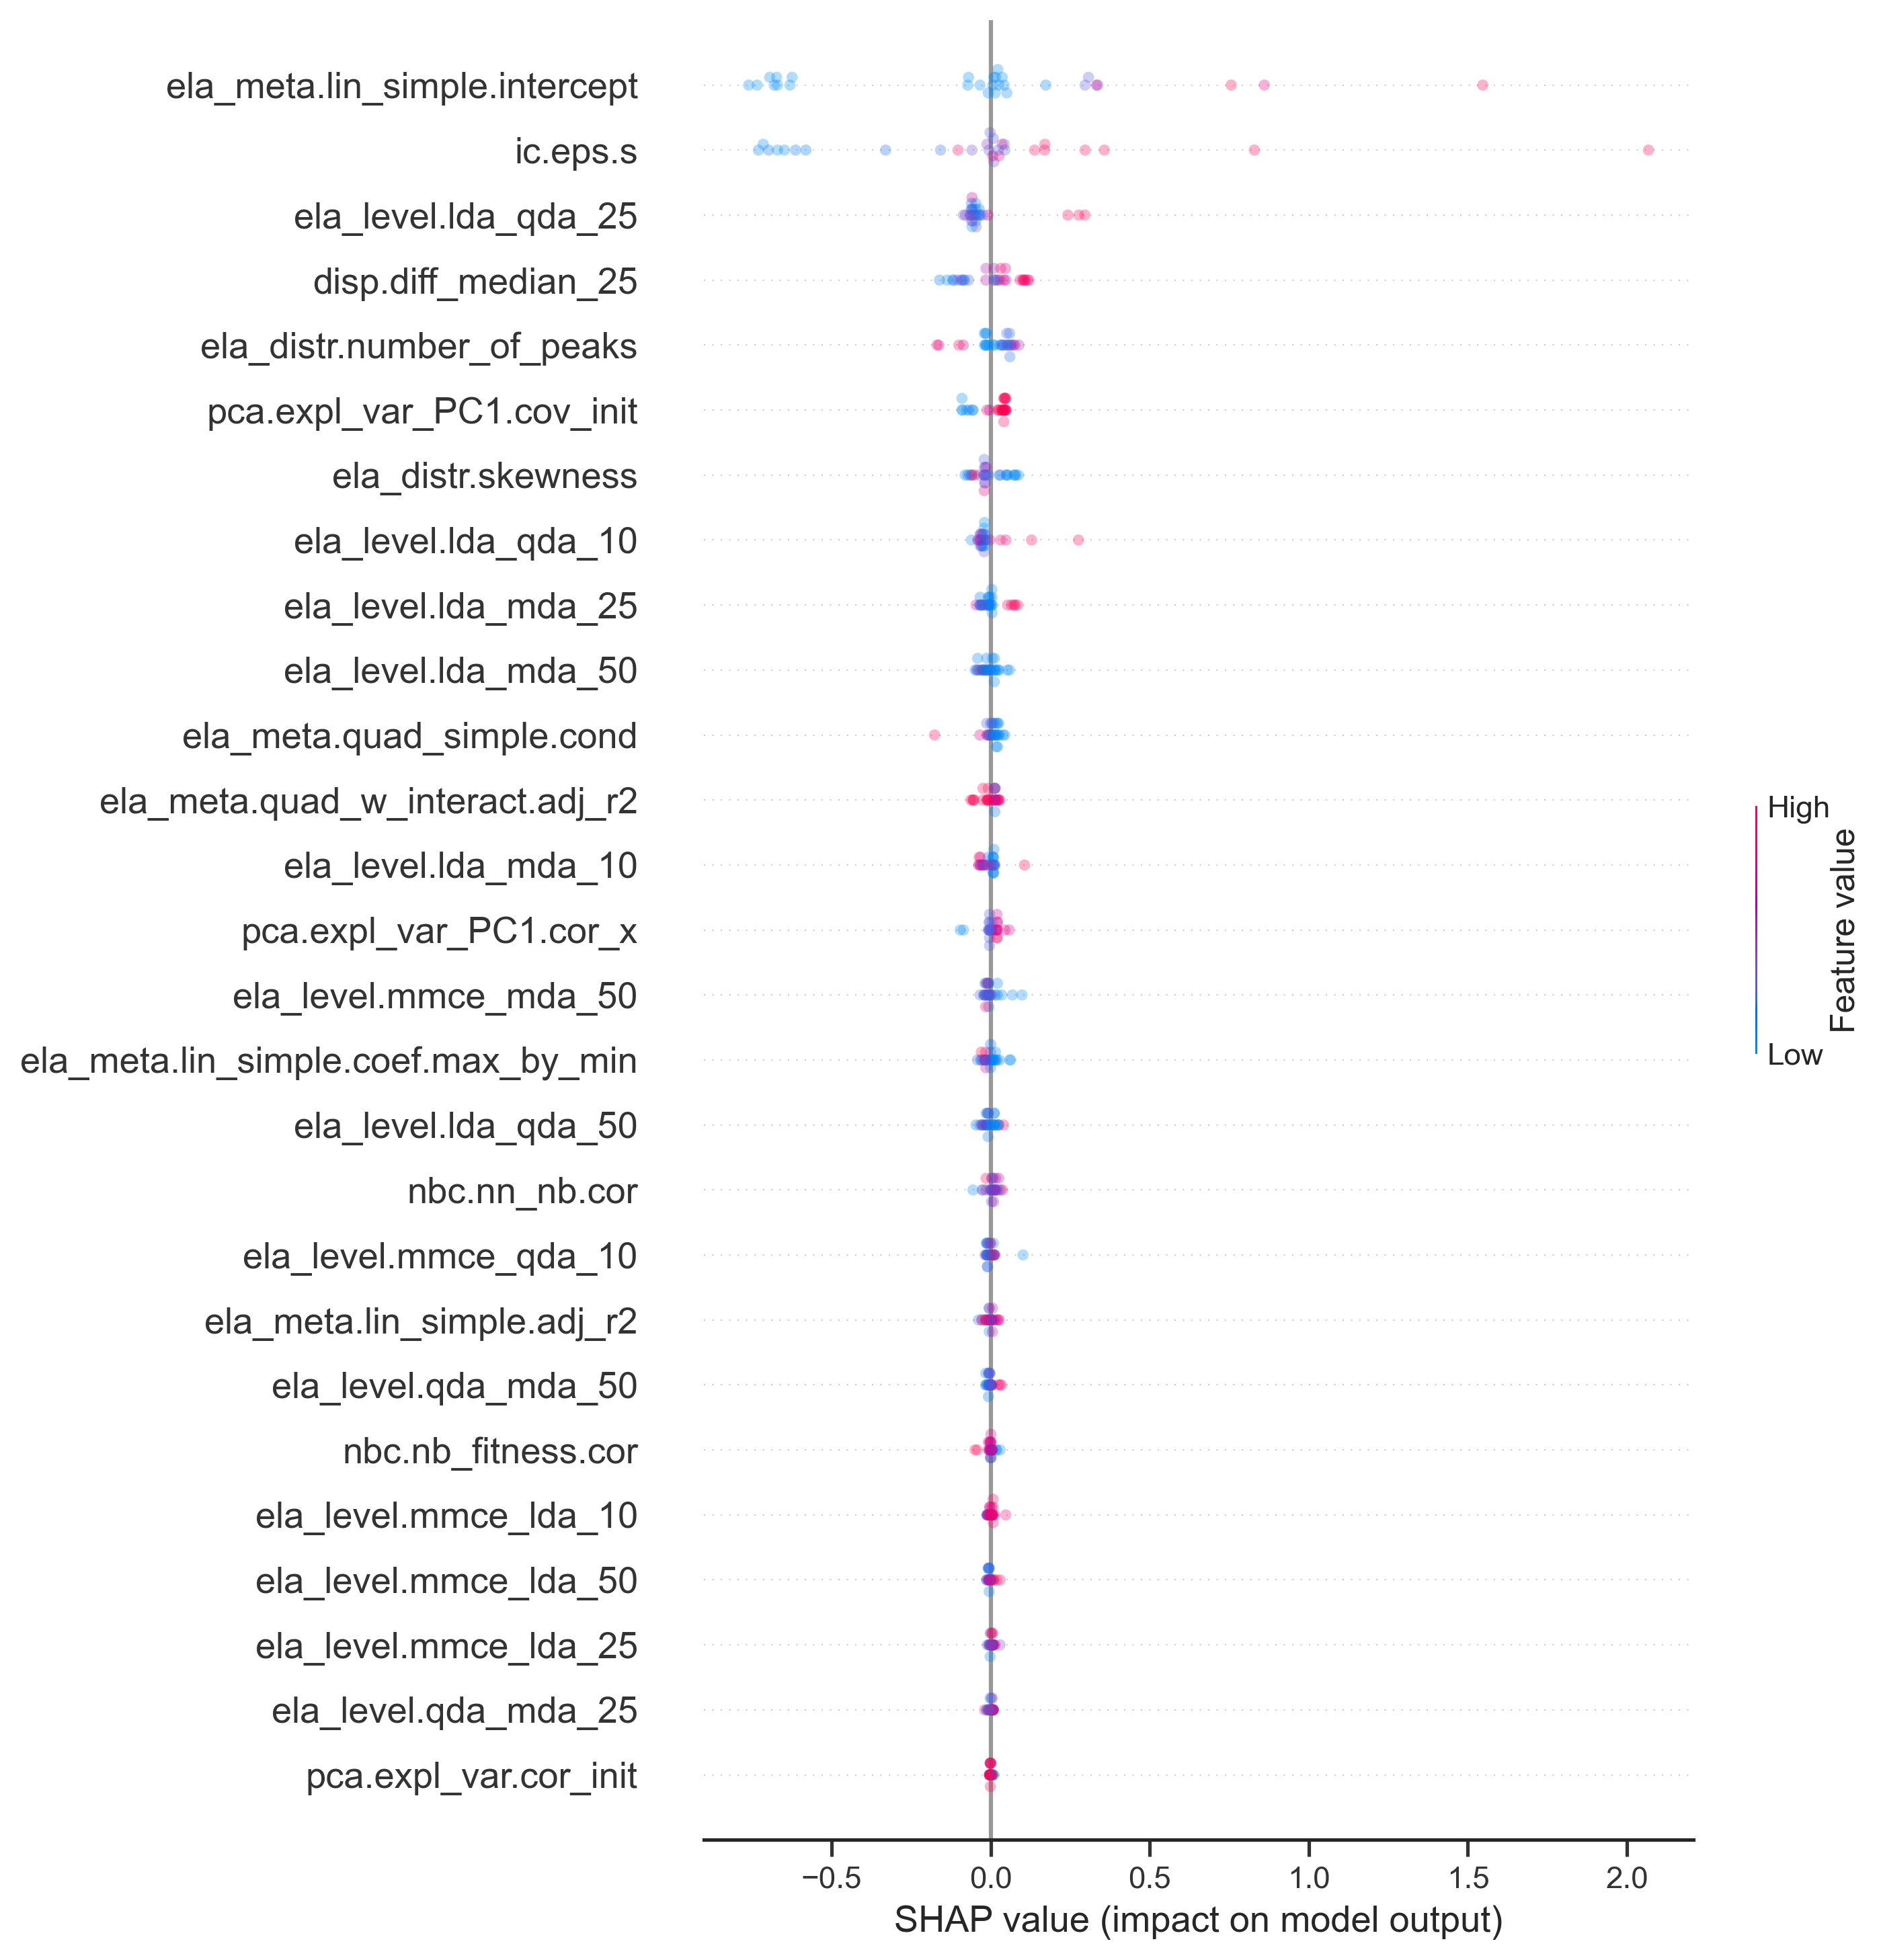 ela_meta.lin_simple.intercept
ic.eps.s
ela_level.lda_qda_25
disp.diff_median_25
ela_distr.number_of_peaks
pca.expl_var_PC1.cov_init
ela_distr.skewness
ela_level.lda_qda_10
ela_level.lda_mda_25
ela_level.lda_mda_50
ela_meta.quad_simple.cond
ela_meta.quad_w_interact.adj_r2
ela_level.lda_mda_10
pca.expl_var_PC1.cor_x
ela_level.mmce_mda_50
ela_meta.lin_simple.coef.max_by_min
ela_level.lda_qda_50
nbc.nn_nb.cor
ela_level.mmce_qda_10
ela_meta.lin_simple.adj_r2
ela_level.qda_mda_50
nbc.nb_fitness.cor
ela_level.mmce_lda_10
ela_level.mmce_lda_50
ela_level.mmce_lda_25
ela_level.qda_mda_25
pca.expl_var.cor_init
−0.5 0.0 0.5 1.0 1.5 2.0
SHAP value (impact on model output)
High
Feature value
Low